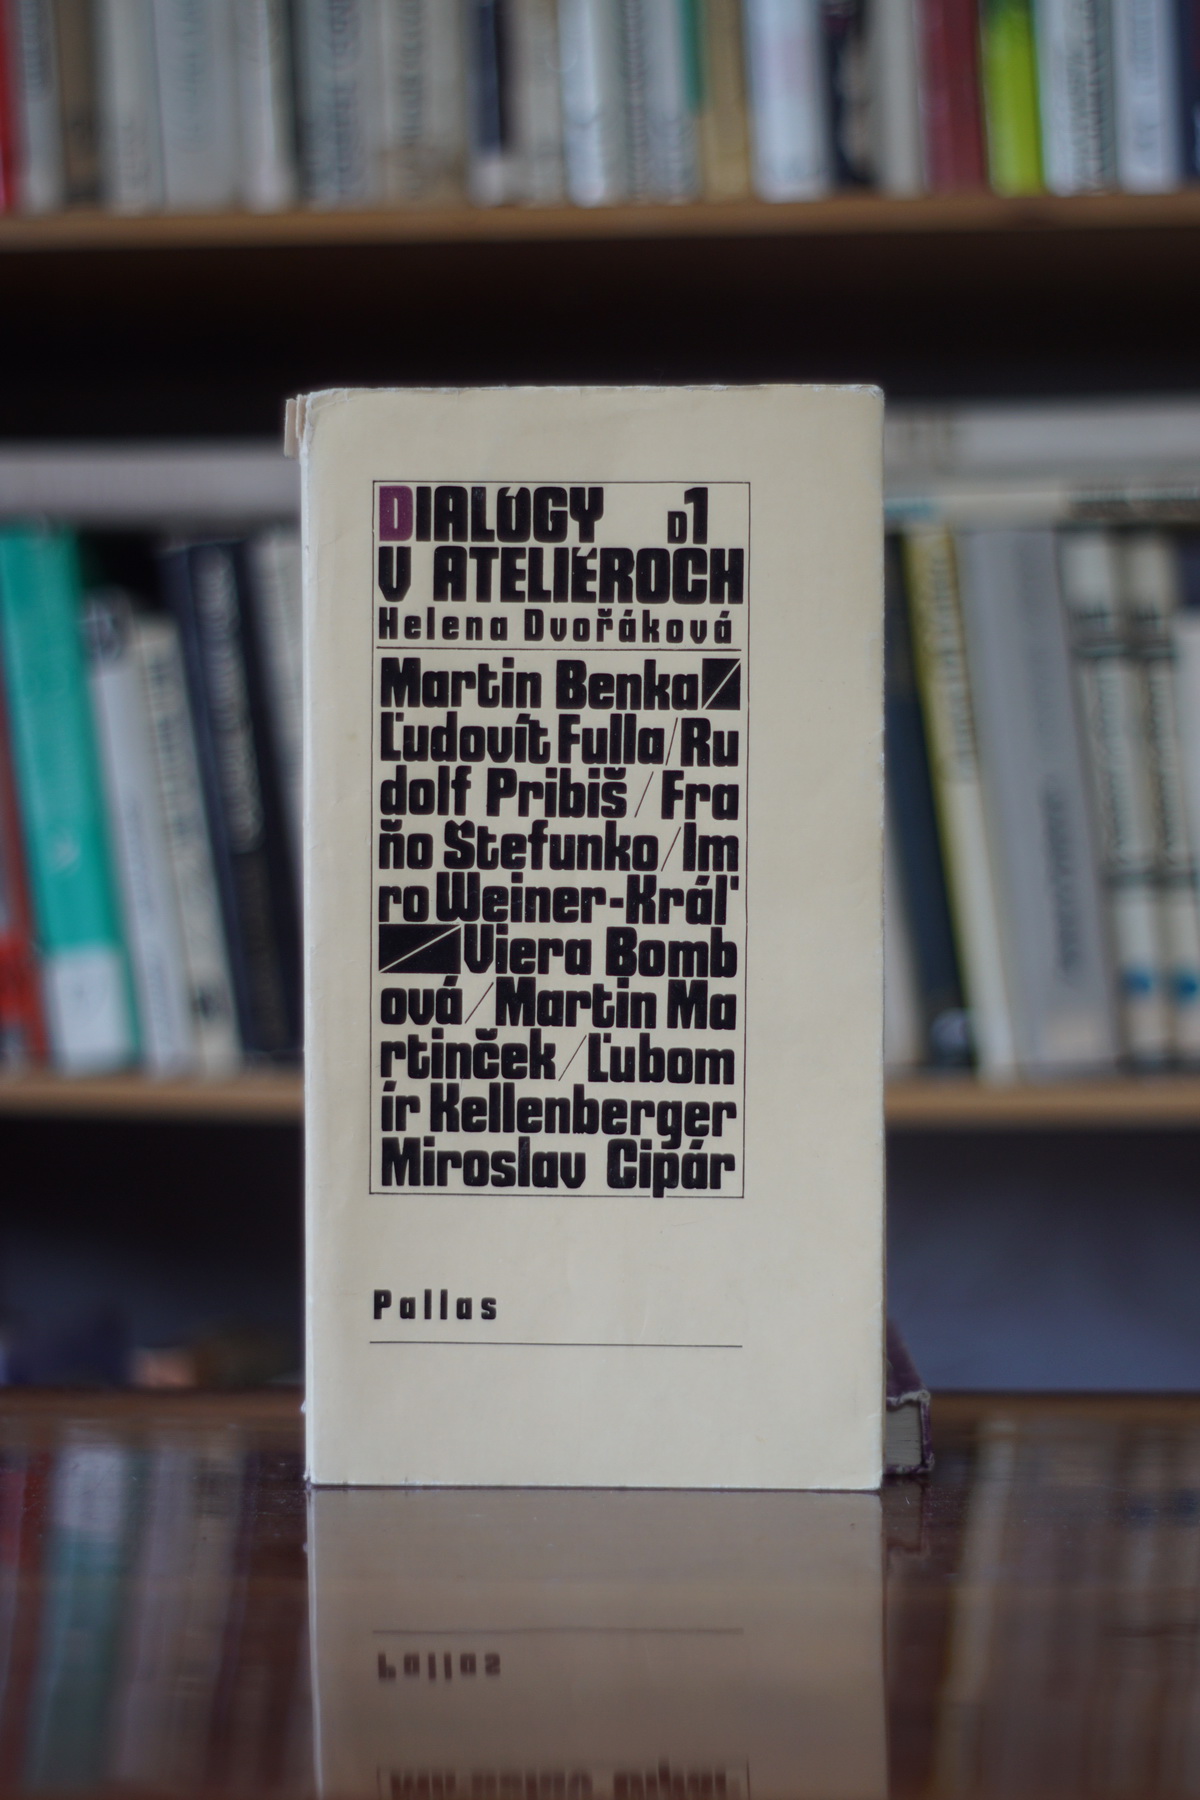 DIALÓGY D1
V ATELIÉROCH
Helena Dvořáková
Martin Benka
Ľudovít Fulla/Ru
dolf Pribiš/Fra
ňo Štefunko/Im
ro Weiner-Kráľ
Viera Bomb
ová/Martin Ma
rtinček/Ľubom
ír Kellenberger
Miroslav Cipár
Pallas